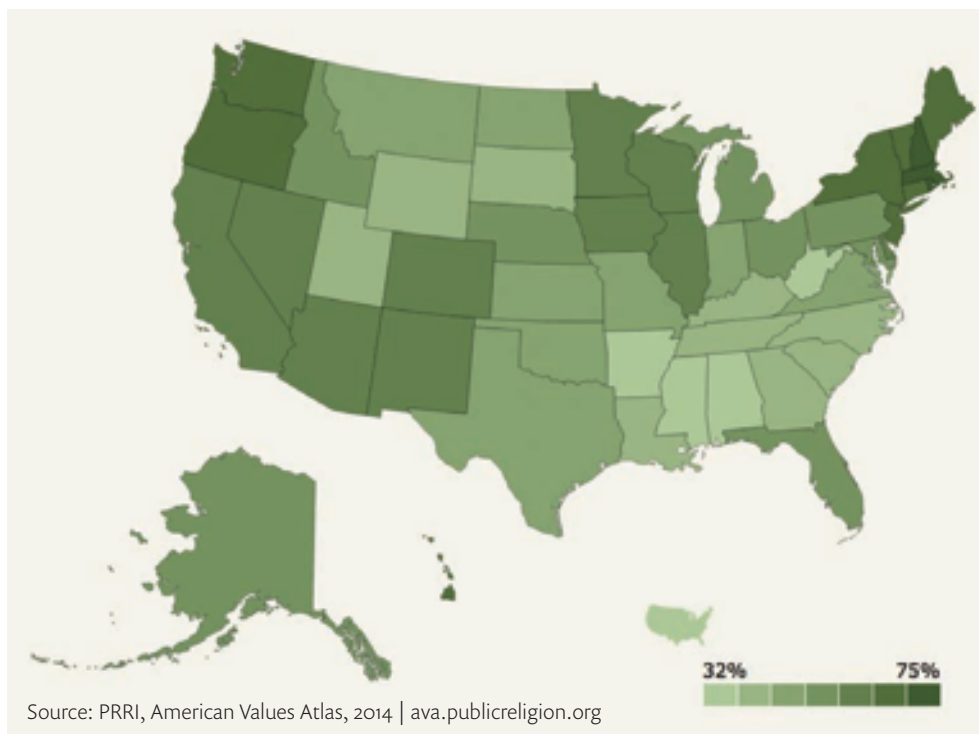 32% 75%
Source: PRRI, American Values Atlas, 2014 | ava.publicreligion.org